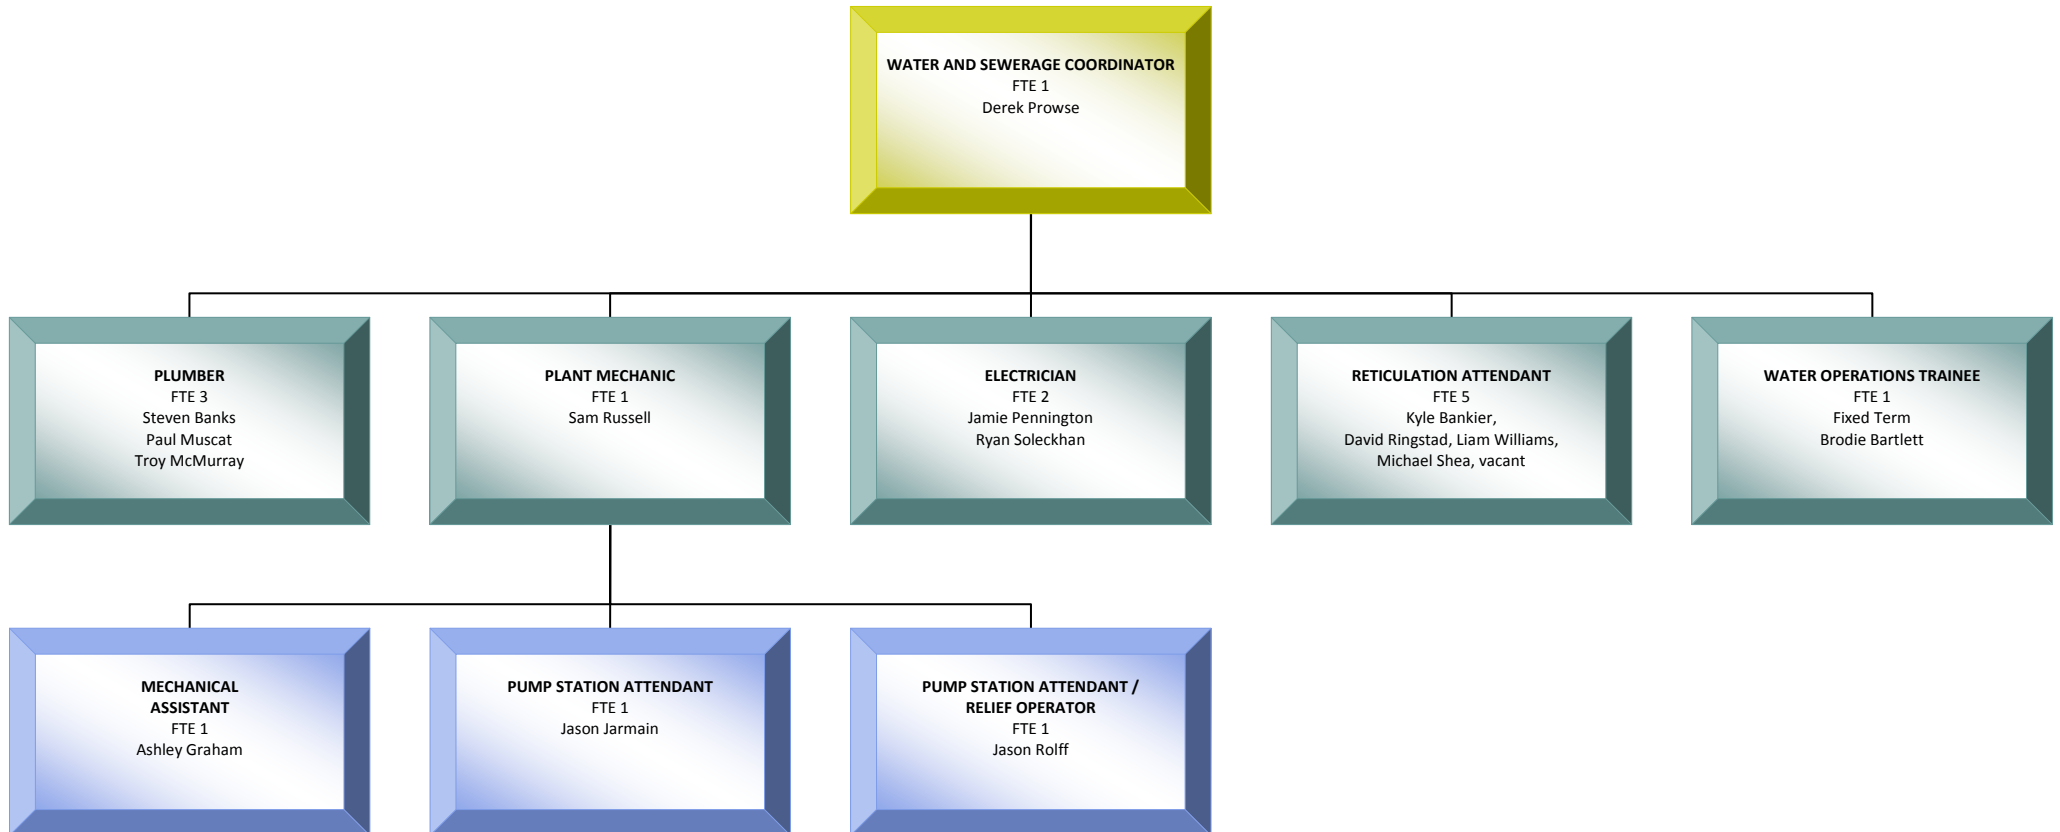 WATER AND SEWERAGE COORDINATOR
FTE 1
Derek Prowse
PLUMBER
FTE 3
Steven Banks
Paul Muscat
Troy McMurray
PLANT MECHANIC
FTE 1
Sam Russell
ELECTRICIAN
FTE 2
Jamie Pennington
Ryan Soleckhan
RETICULATION ATTENDANT
FTE 5
Kyle Bankier,
David Ringstad, Liam Williams,
Michael Shea, vacant
WATER OPERATIONS TRAINEE
FTE 1
Fixed Term
Brodie Bartlett
MECHANICAL
ASSISTANT
FTE 1
Ashley Graham
PUMP STATION ATTENDANT
FTE 1
Jason Jarmain
PUMP STATION ATTENDANT /
RELIEF OPERATOR
FTE 1
Jason Rolff